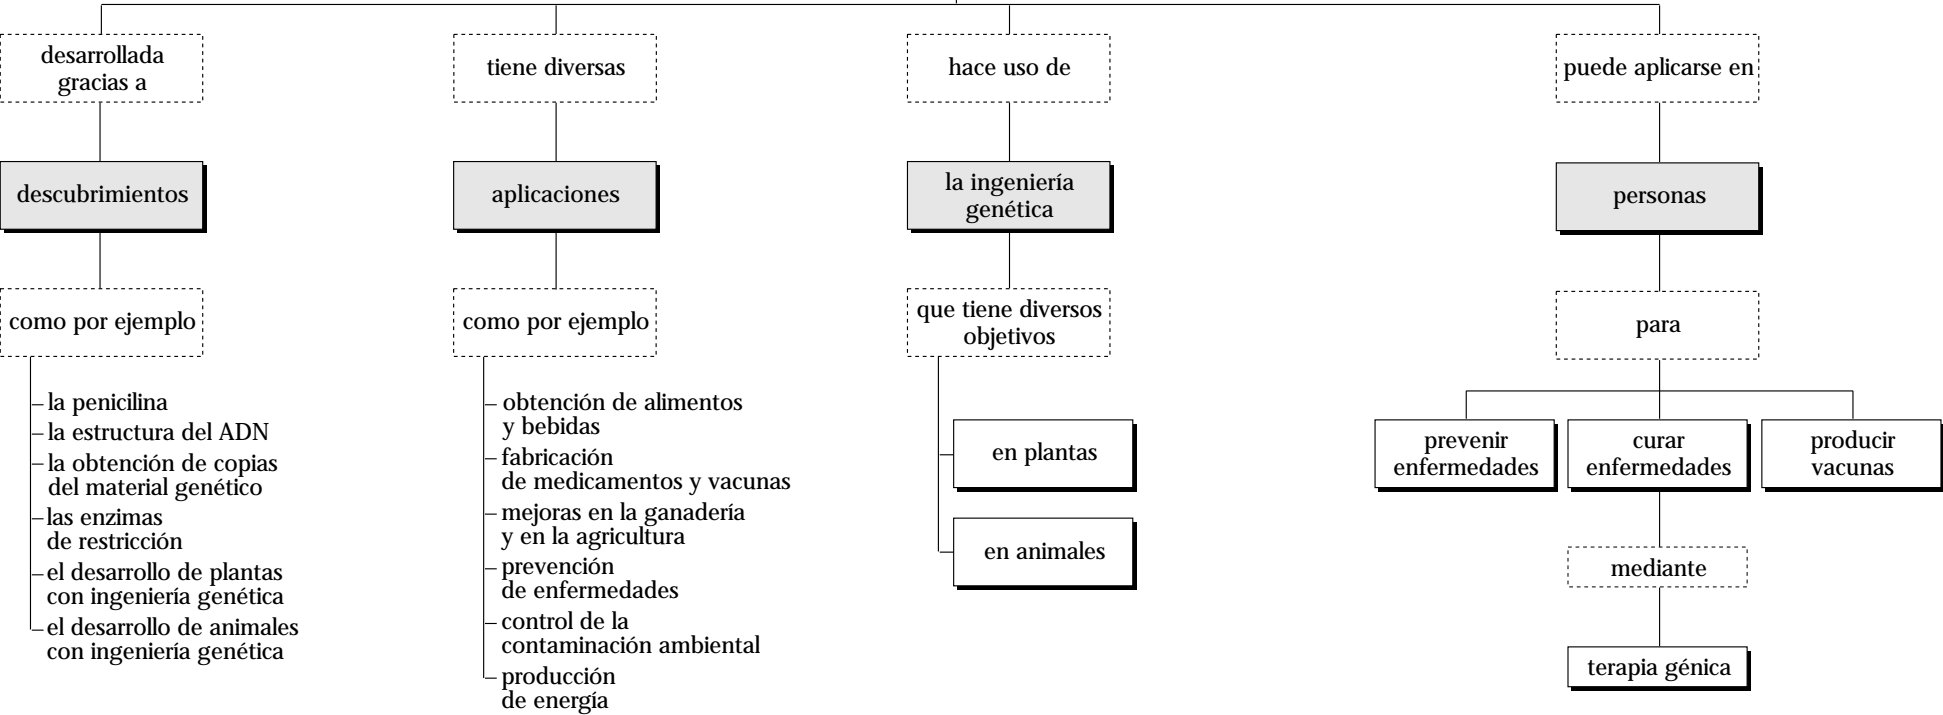 desarrollada
gracias a
descubrimientos
como por ejemplo
la penicilina
la estructura del ADN
la obtención de copias
del material genético
las enzimas
de restricción
el desarrollo de plantas
con ingeniería genética
el desarrollo de animales
con ingeniería genética
tiene diversas
aplicaciones
como por ejemplo
obtención de alimentos
y bebidas
fabricación
de medicamentos y vacunas
mejoras en la ganadería
y en la agricultura
prevención
de enfermedades
control de la
contaminación ambiental
producción
de energía
hace uso de
la ingeniería
genética
que tiene diversos
objetivos
en plantas
en animales
puede aplicarse en
personas
para
prevenir
enfermedades
curar
enfermedades
mediante
terapia génica
producir
vacunas